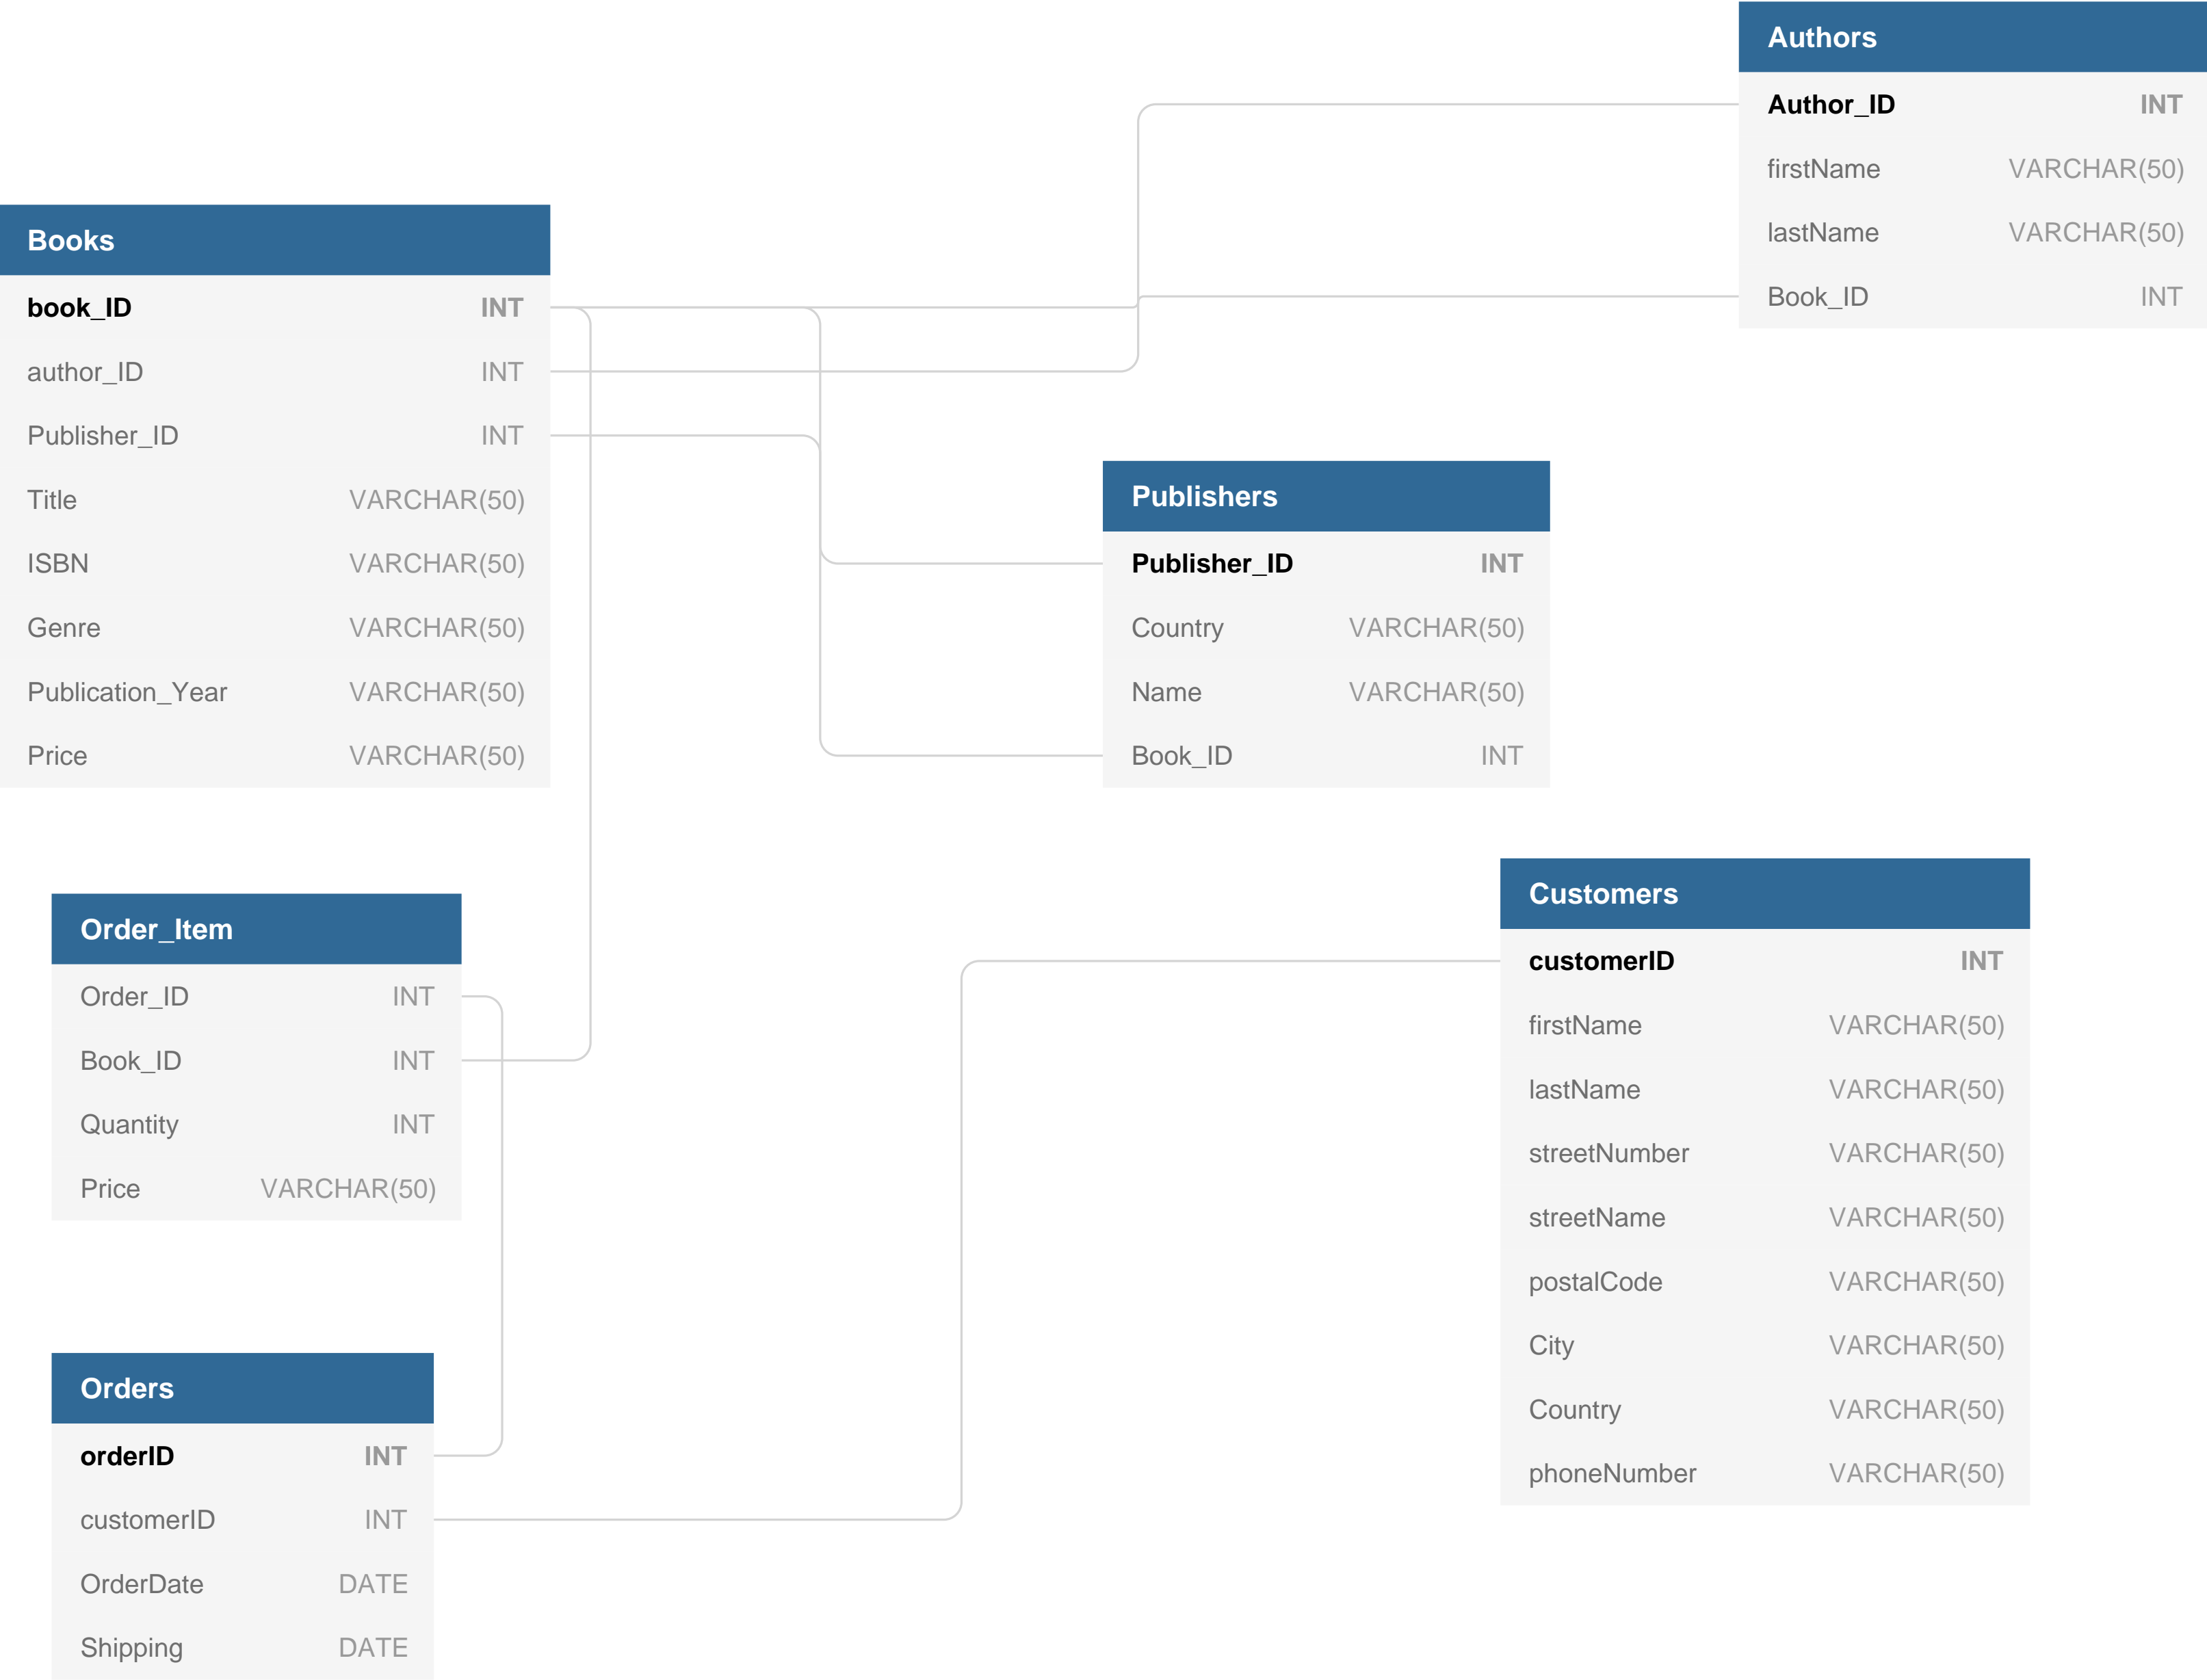 Authors
Author_ID INT
firstName VARCHAR(50)
lastName VARCHAR(50)
Book_ID INT
Books
book_ID INT
author_ID INT
Publisher_ID INT
Title VARCHAR(50)
ISBN VARCHAR(50)
Genre VARCHAR(50)
Publication_Year VARCHAR(50)
Price VARCHAR(50)
Publishers
Publisher_ID INT
Country VARCHAR(50)
Name VARCHAR(50)
Book_ID INT
Order_Item
Order_ID INT
Book_ID INT
Quantity INT
Price VARCHAR(50)
Customers
customerID INT
firstName VARCHAR(50)
lastName VARCHAR(50)
streetNumber VARCHAR(50)
streetName VARCHAR(50)
postalCode VARCHAR(50)
City VARCHAR(50)
Country VARCHAR(50)
phoneNumber VARCHAR(50)
Orders
orderID INT
customerID INT
OrderDate DATE
Shipping DATE